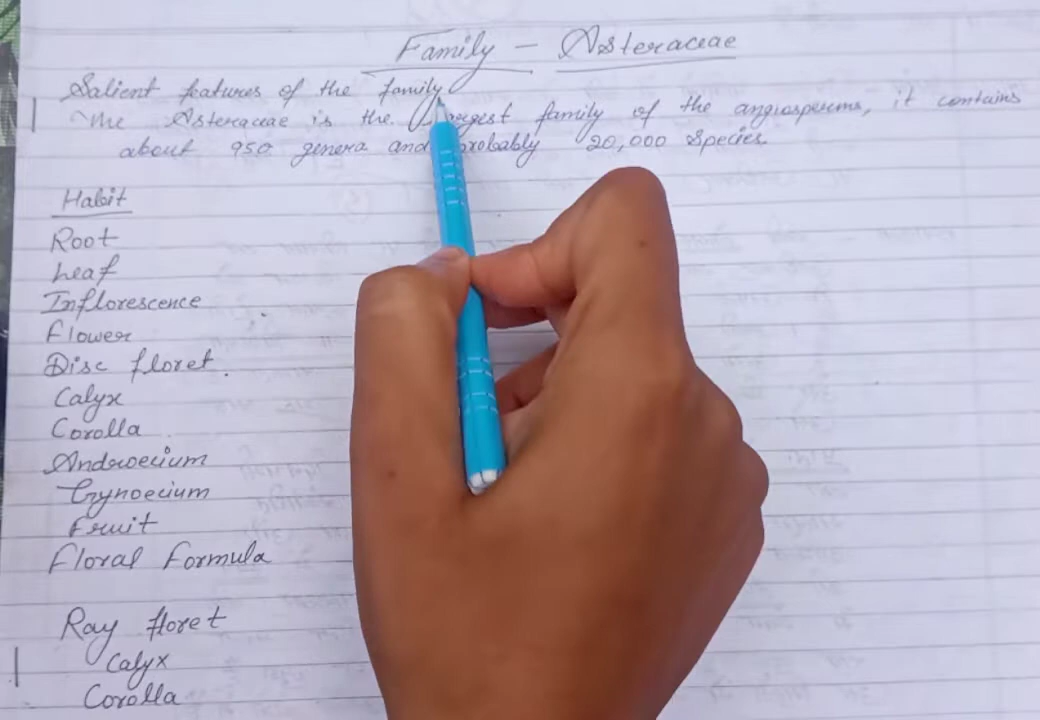 Family - Asteraceae
Salient features of the family
The Asteraceae is the largest family of the angiosperms, it contains
about 950 genera and probably 20,000 species.
Habit
Root
Leaf
Inflorescence
Flower
Disc floret.
Calyx
Corolla
Androecium
Gynoecium
Fruit
Floral Formula
Ray floret
Calyx
Corolla